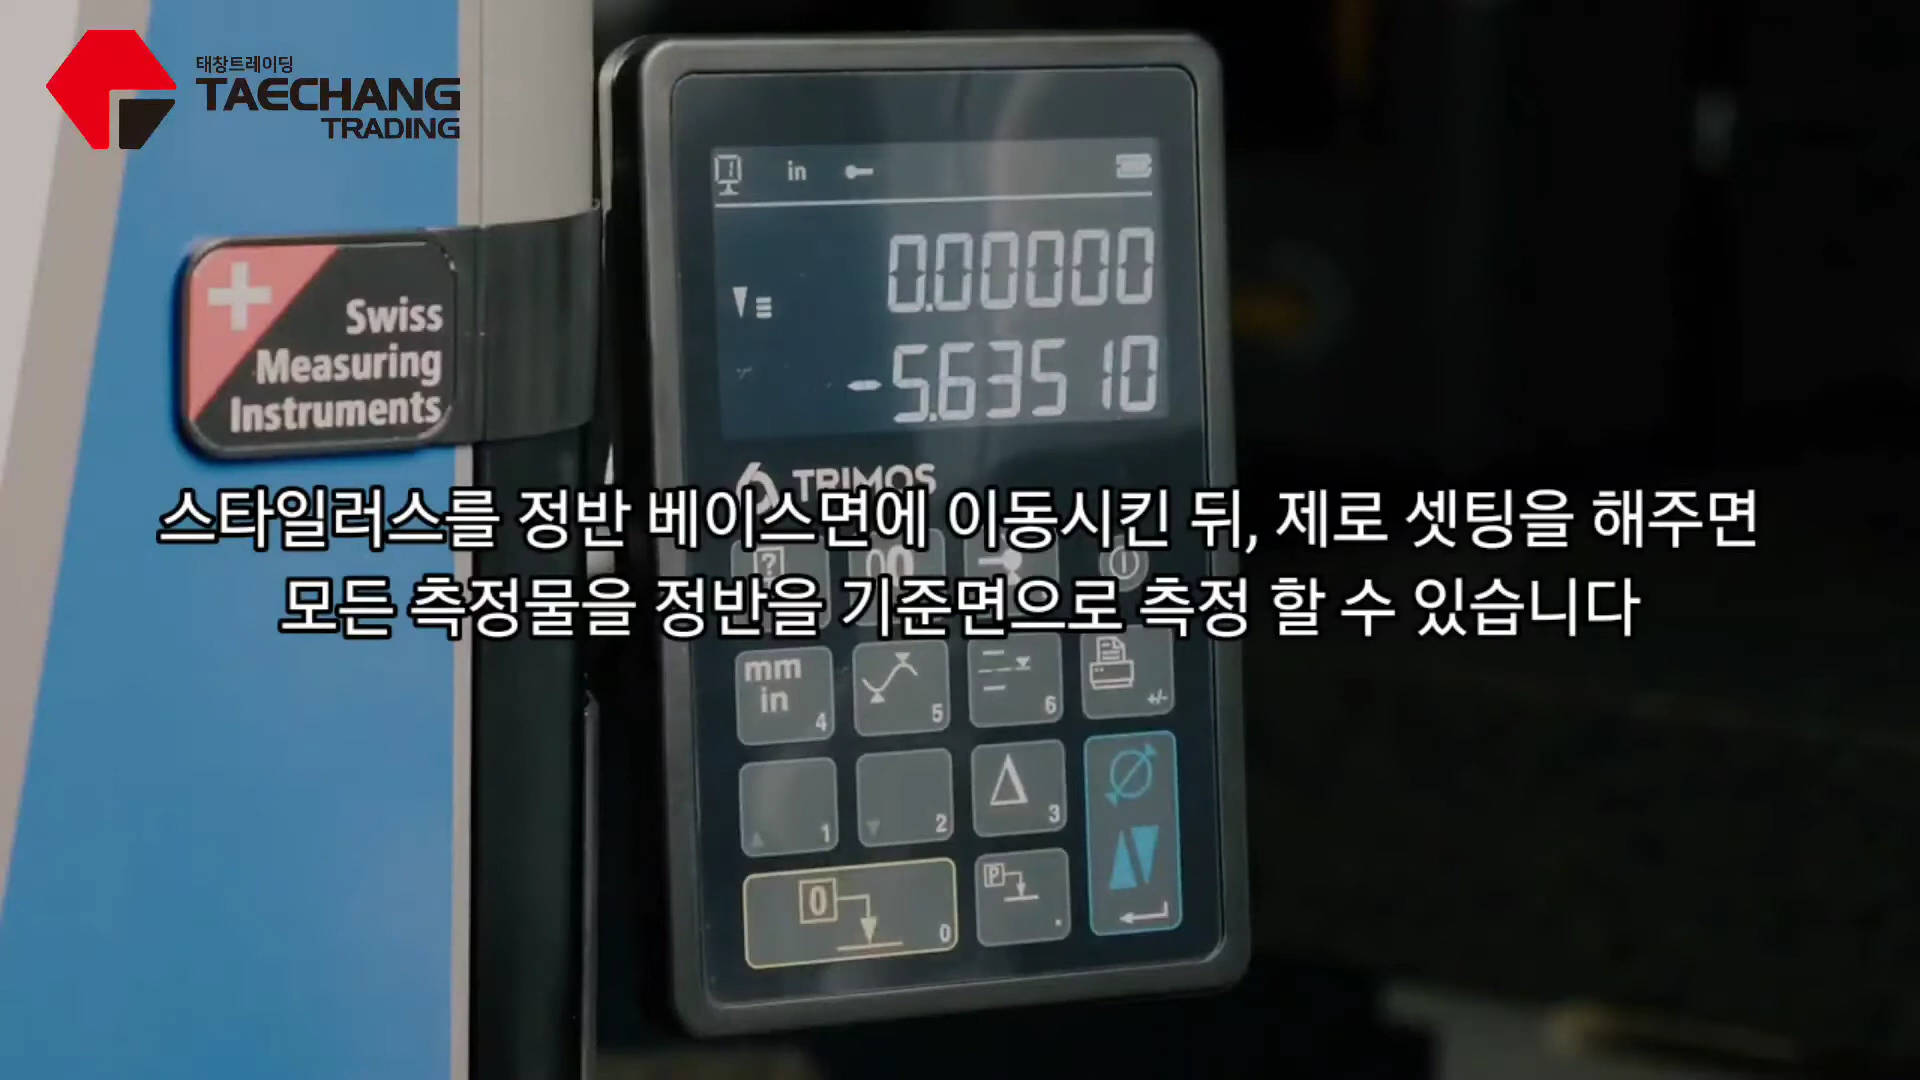 태창트레이딩
TAECHANG
TRADING
1 in
0.00000
-5.63510
Swiss
Measuring
Instruments
TRIMOS
스타일러스를 정반 베이스면에 이동시킨 뒤, 제로 셋팅을 해주면
모든 측정물을 정반을 기준면으로 측정 할 수 있습니다
mm
in
4
5
6
+/-
1
2
3
0
0
P
.